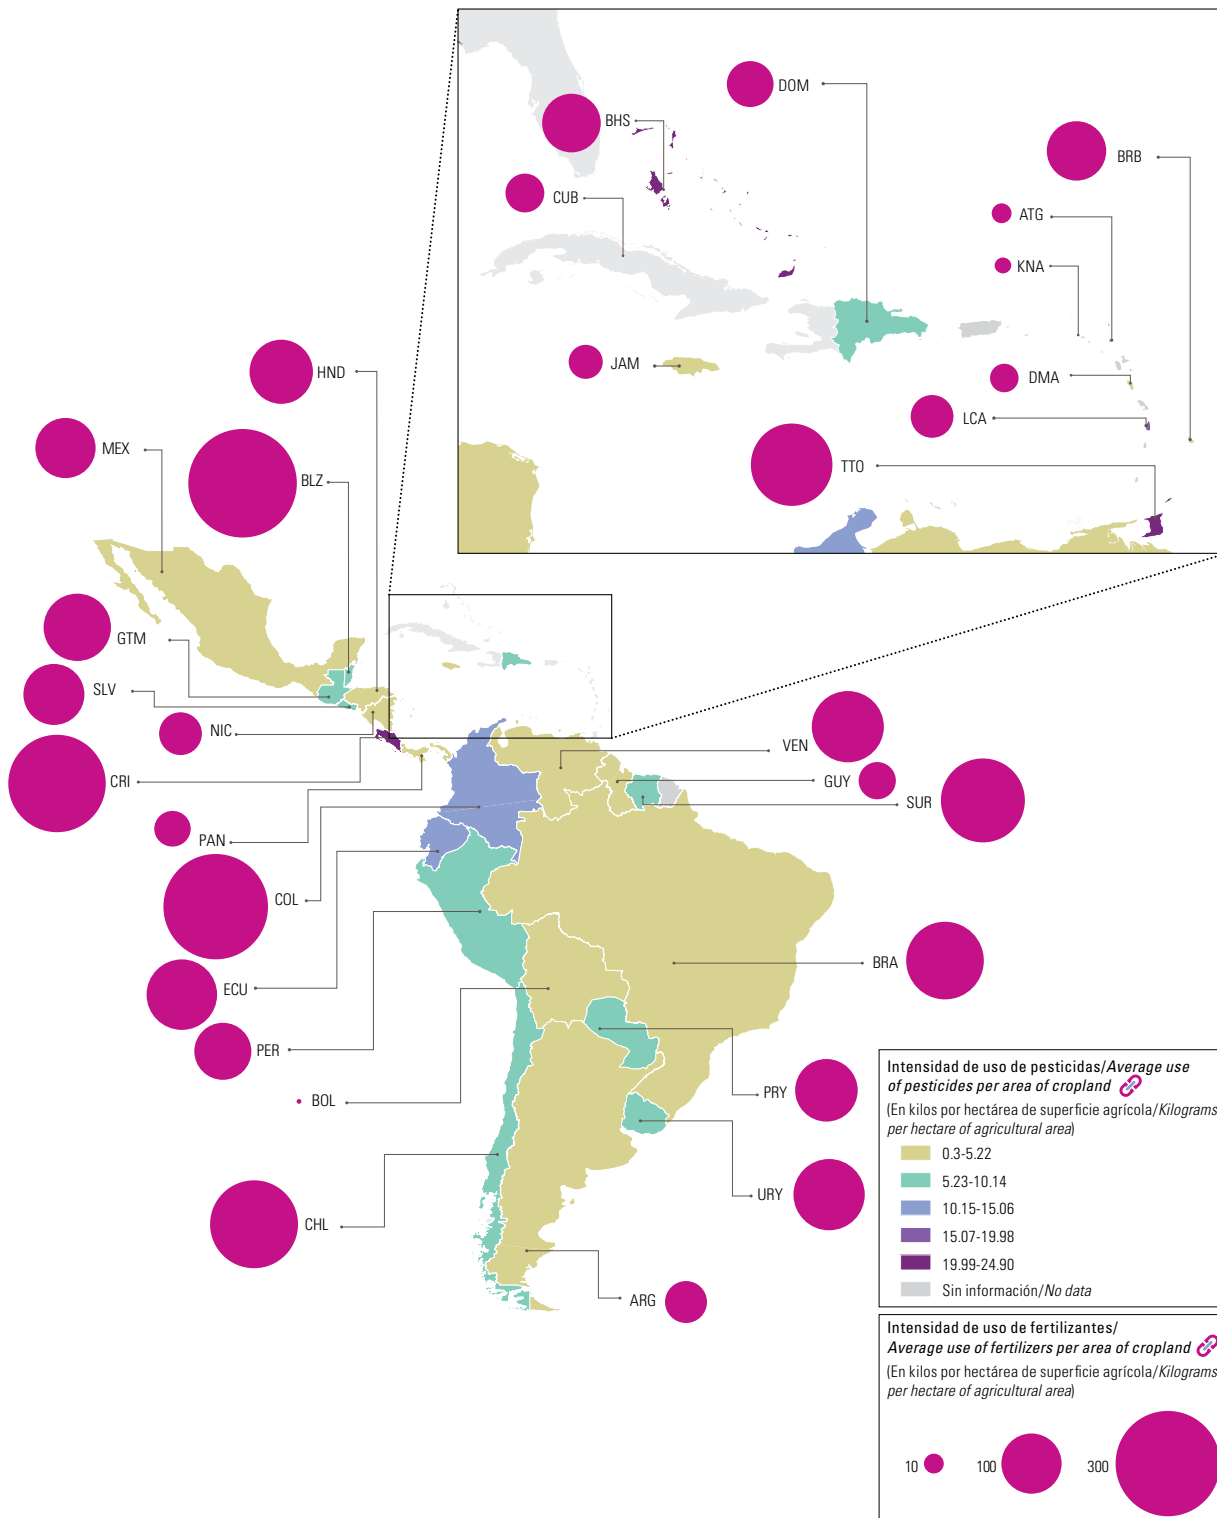 DOM
BHS
BRB
CUB
ATG
KNA
JAM
DMA
LCA
TTO
HND
MEX
BLZ
GTM
SLV
NIC
CRI
PAN
COL
ECU
PER
BOL
CHL
VEN
GUY
SUR
BRA
PRY
URY
ARG
Intensidad de uso de pesticidas/Average use
of pesticides per area of cropland
(En kilos por hectárea de superficie agrícola/Kilograms
per hectare of agricultural area)
0.3-5.22
5.23-10.14
10.15-15.06
15.07-19.98
19.99-24.90
Sin información/No data
Intensidad de uso de fertilizantes/
Average use of fertilizers per area of cropland
(En kilos por hectárea de superficie agrícola/Kilograms
per hectare of agricultural area)
10 100 300